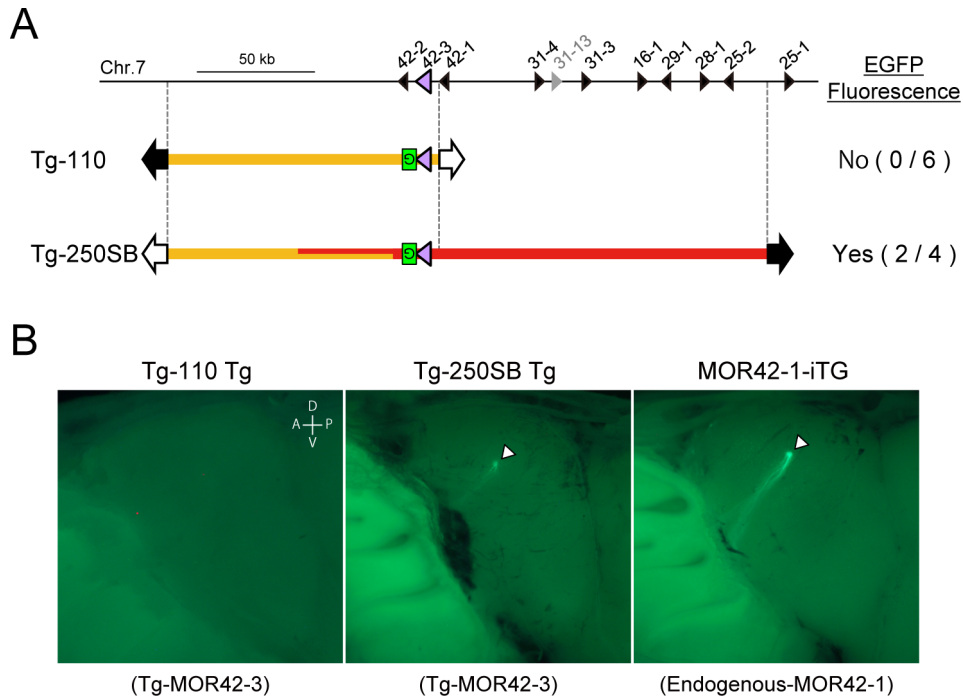 A
Chr.7
50 kb
42-2
42-3
42-1
31-4
31-13
31-3
16-1
29-1
28-1
25-2
25-1
EGFP
Fluorescence
Tg-110
G
No ( 0 / 6 )
Tg-250SB
G
Yes ( 2 / 4 )
B
Tg-110 Tg
Tg-250SB Tg
MOR42-1-iTG
D
A P
V
(Tg-MOR42-3)
(Tg-MOR42-3)
(Endogenous-MOR42-1)